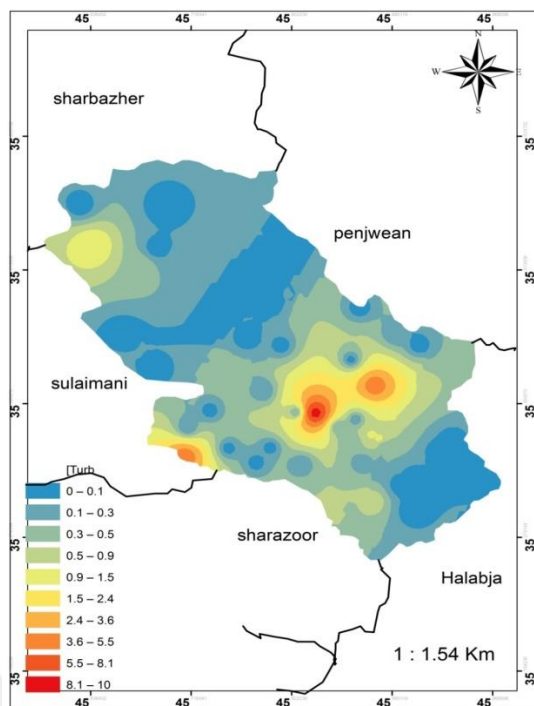 45 45 45 45 45
N
W E
S
sharbazher
35 35
penjwean
35 35
sulaimani
35 35
[Turb
0 – 0.1
0.1 – 0.3
0.3 – 0.5
0.5 – 0.9
0.9 – 1.5
1.5 – 2.4
2.4 – 3.6
3.6 – 5.5
5.5 – 8.1
8.1 – 10
sharazoor
35 35
Halabja
1 : 1.54 Km
35 35
45 45 45 45 45